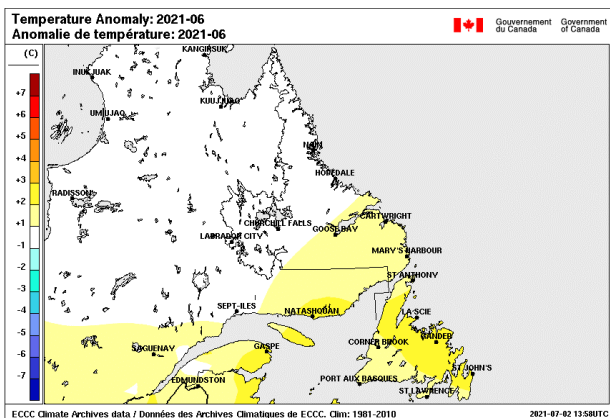 Temperature Anomaly: 2021-06
Anomalie de température: 2021-06
Gouvernement du Canada
Government of Canada
(C)
+7
+6
+5
+4
+3
+2
+1
-1
-2
-3
-4
-5
-6
-7
KANGIRSUK
INUKJUAK
KUUJJUAQ
UMIUJAQ
NAIN
HOPEDALE
RADISSON
CARTWRIGHT
CHURCHILL FALLS
GOOSE BAY
LABRADOR CITY
MARY'S HARBOUR
ST ANTHONY
SEPT-ILES
NATASHQUAN
LA SCIE
GANDER
CORNER BROOK
GASPE
SAGUENAY
ST JOHN'S
PORT AUX BASQUES
EDMUNDSTON
ST LAWRENCE
ECCC Climate Archives data / Données des Archives Climatiques de ECCC. Clim: 1981-2010
2021-07-02 13:58UTC